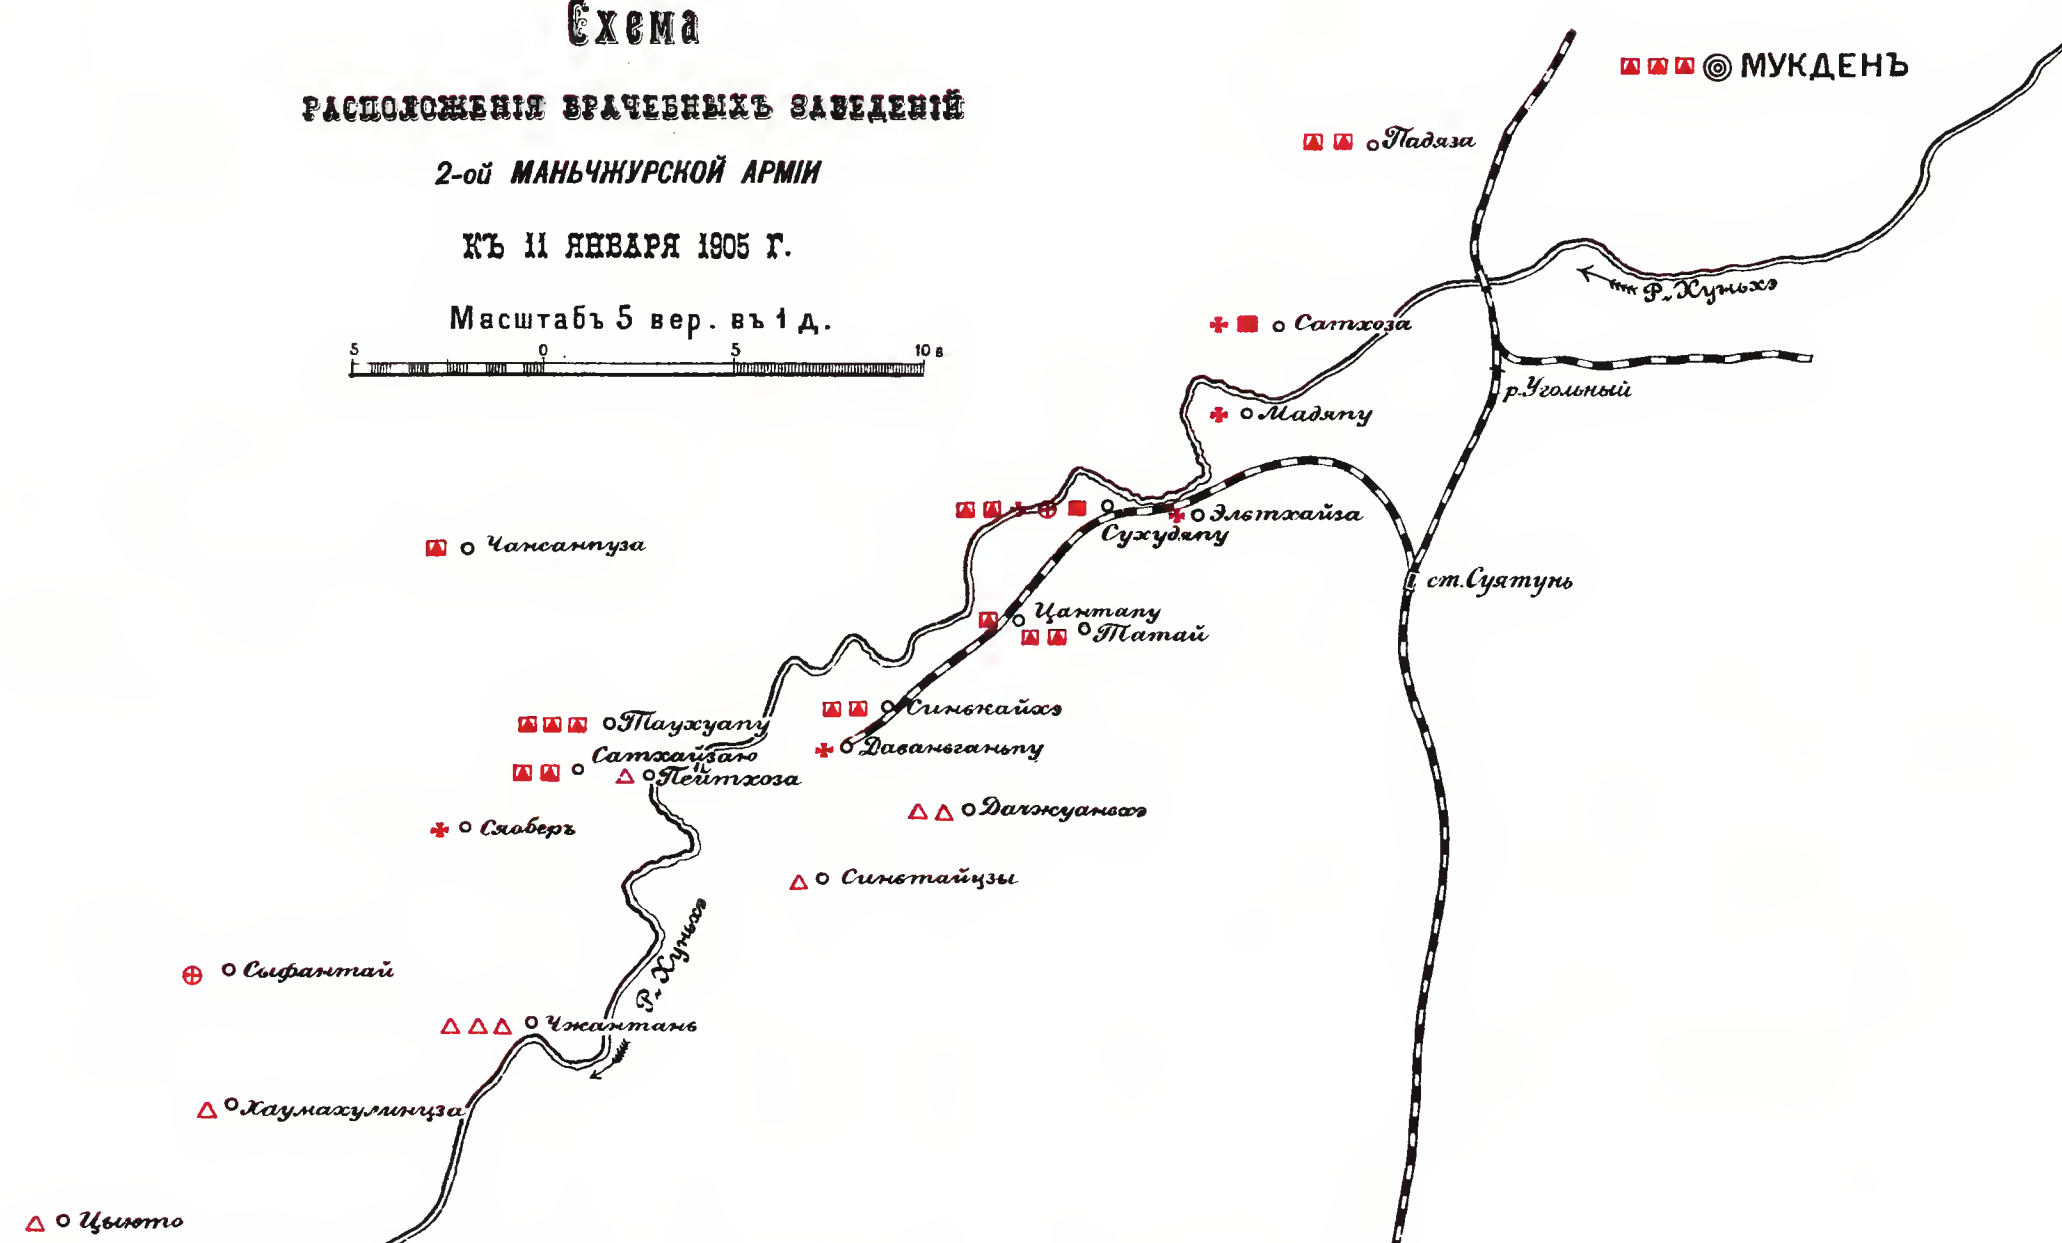 Схема
РАСПОЛОЖЕНІЯ ВРАЧЕБНЫХЪ ЗАВЕДЕНІЙ
2-ой МАНЬЧЖУРСКОЙ АРМІИ
КЪ 11 ЯНВАРЯ 1905 Г.
Масштабъ 5 вер. въ 1 д.
5 0 5 10 в
МУКДЕНЪ
Падяза
Р. Хуньхэ
Сатхоза
р. Угольный
Мадяпу
Эльтхайза
Сухудяпу
Чансанпуза
ст. Суятунь
Цантапу
Татай
Синькайхэ
Таухуапу
Даваньганьпу
Сатхайзаю
Пейтхоза
Дачжуанхэ
Сяоберъ
Синьтайцзы
Р. Хуньхэ
Сыфантай
Чжантань
Хаумахулинцза
Цыюто